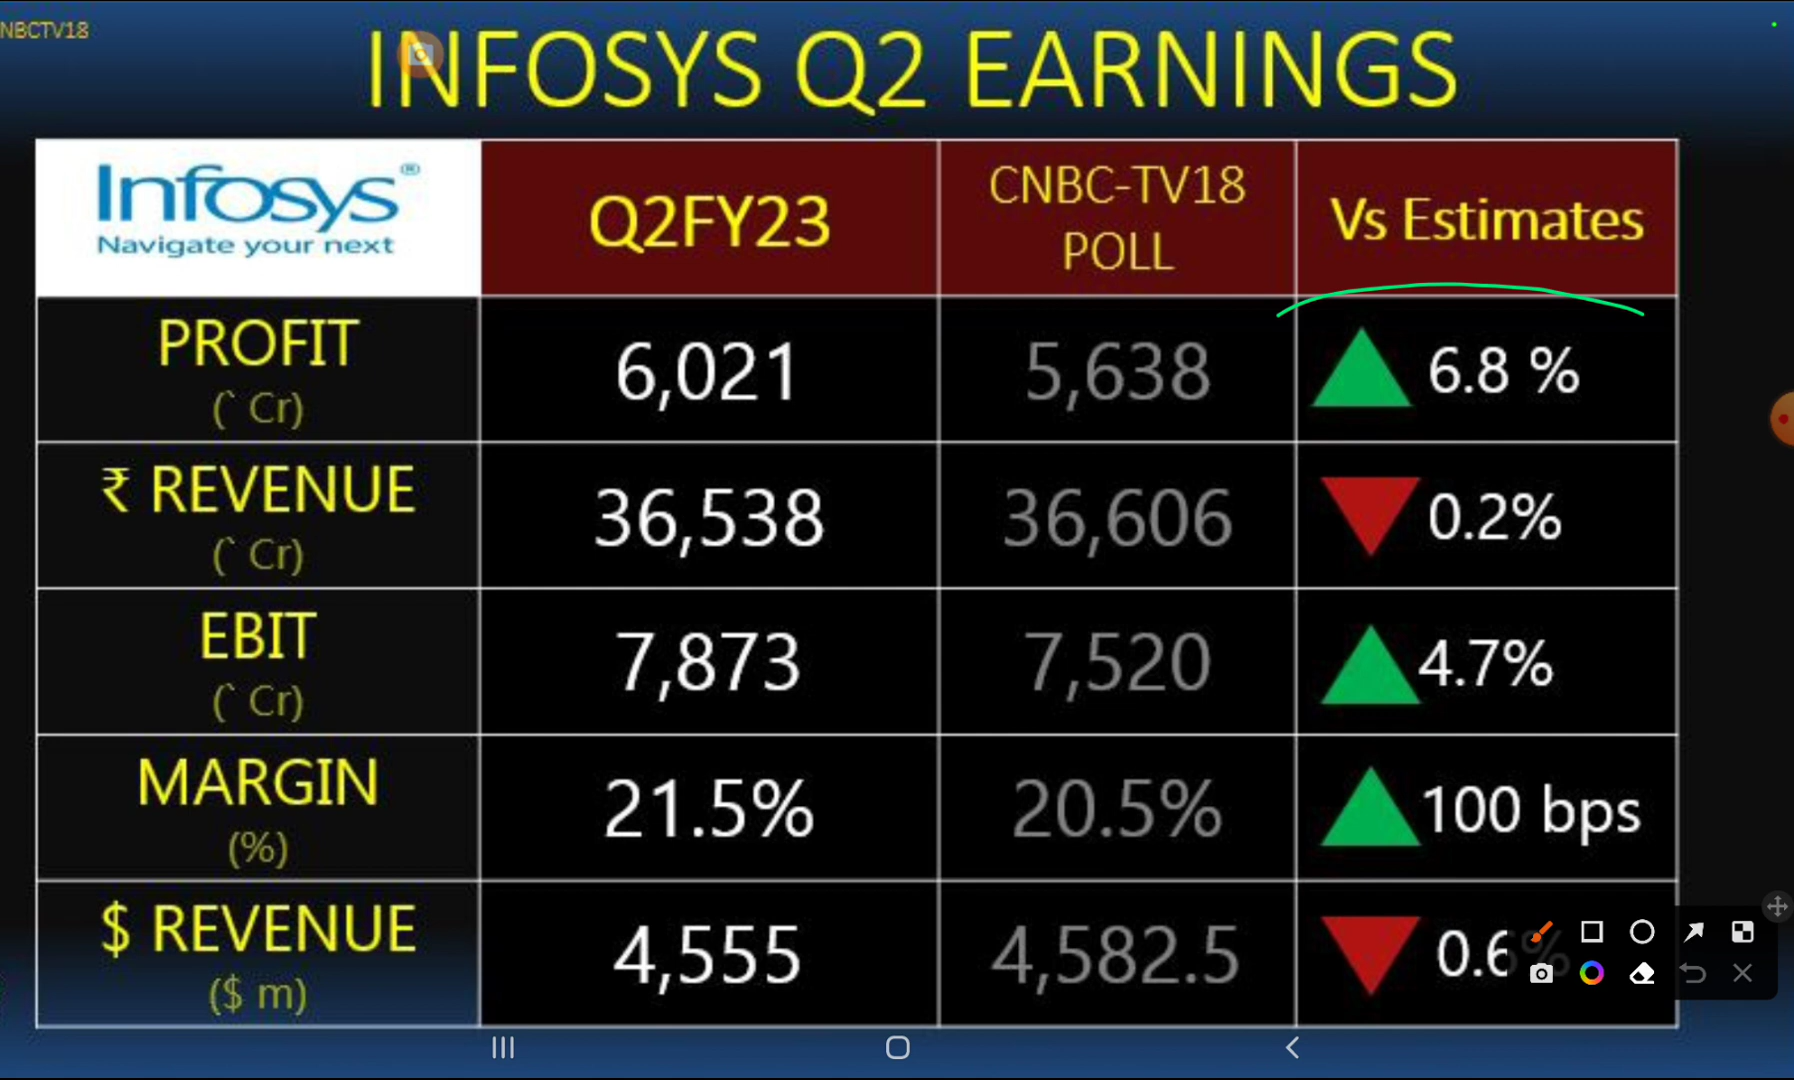 NBCTV18
INFOSYS Q2 EARNINGS
Infosys®
Navigate your next
Q2FY23
CNBC-TV18
POLL
Vs Estimates
PROFIT
(` Cr)
6,021
5,638
6.8 %
₹ REVENUE
(` Cr)
36,538
36,606
0.2%
EBIT
(` Cr)
7,873
7,520
4.7%
MARGIN
(%)
21.5%
20.5%
100 bps
$ REVENUE
($ m)
4,555
4,582.5
0.6%